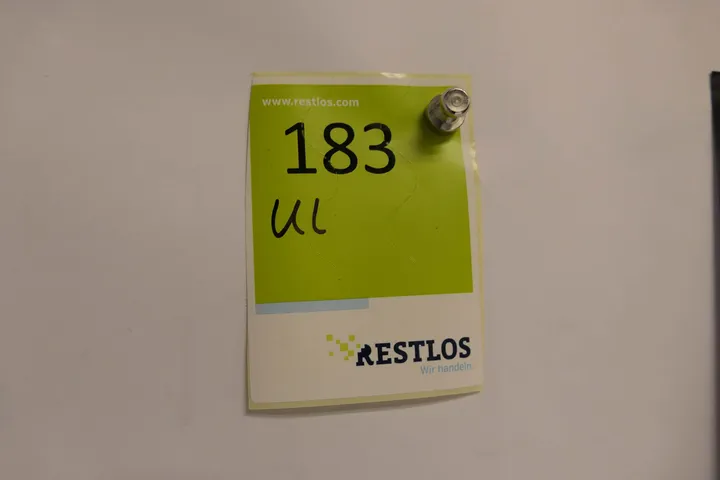 www.restlos.com
183
UL
RESTLOS
Wir handeln.